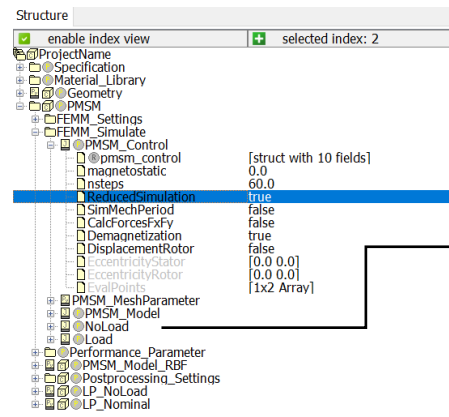 Structure
enable index view selected index: 2
ProjectName
Specification
Material_Library
Geometry
PMSM
FEMM_Settings
FEMM_Simulate
PMSM_Control
pmsm_control [struct with 10 fields]
magnetostatic 0.0
nsteps 60.0
ReducedSimulation true
SimMechPeriod false
CalcForcesFxFy false
Demagnetization true
DisplacementRotor false
EccentricityStator [0.0 0.0]
EccentricityRotor [0.0 0.0]
EvalPoints [1x2 Array]
PMSM_MeshParameter
PMSM_Model
NoLoad
Load
Performance_Parameter
PMSM_Model_RBF
Postprocessing_Settings
LP_NoLoad
LP_Nominal